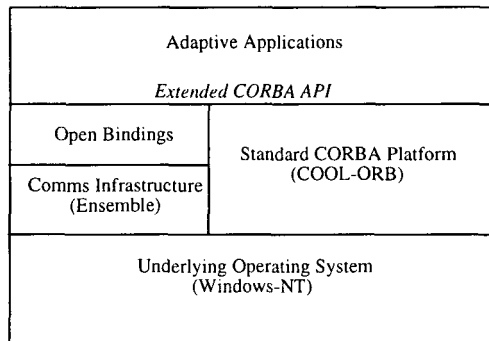 Adaptive Applications
Extended CORBA API
Open Bindings
Standard CORBA Platform
(COOL-ORB)
Comms Infrastructure
(Ensemble)
Underlying Operating System
(Windows-NT)